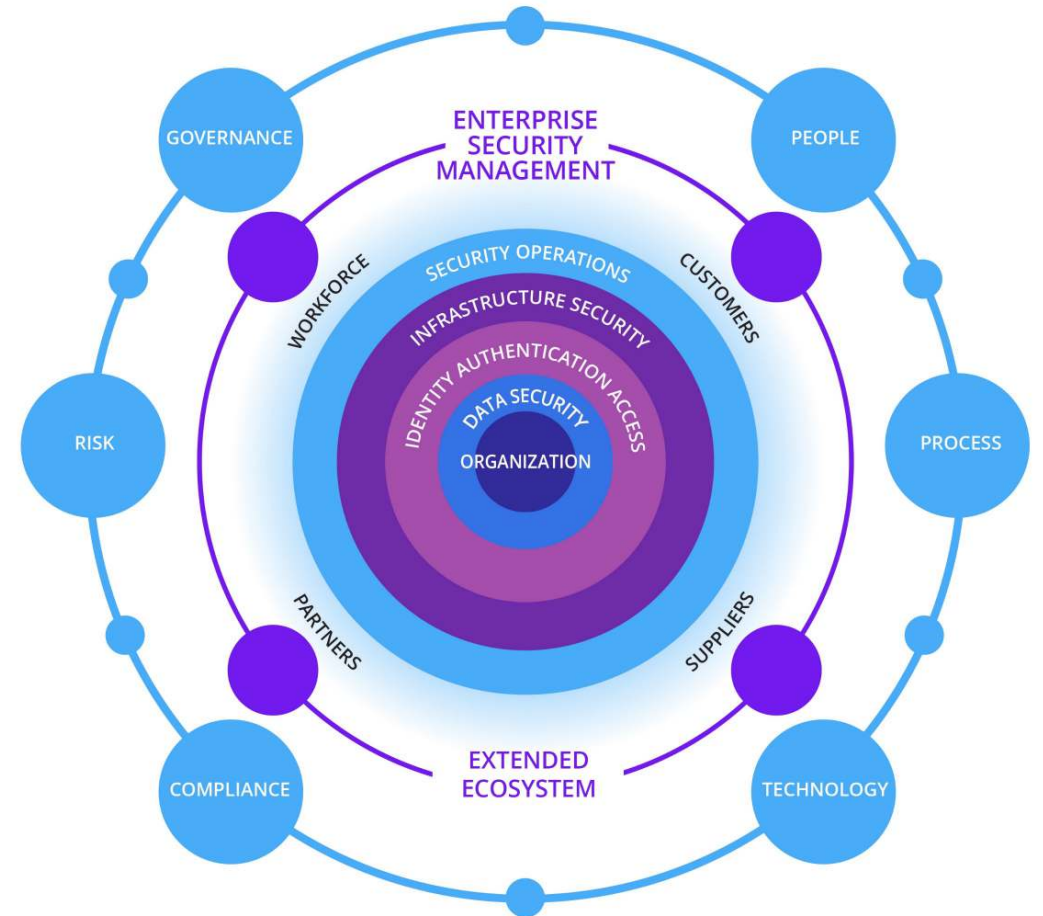 ENTERPRISE
SECURITY
MANAGEMENT
GOVERNANCE
PEOPLE
WORKFORCE
CUSTOMERS
SECURITY OPERATIONS
INFRASTRUCTURE SECURITY
IDENTITY AUTHENTICATION ACCESS
DATA SECURITY
ORGANIZATION
RISK
PROCESS
PARTNERS
SUPPLIERS
EXTENDED
ECOSYSTEM
COMPLIANCE
TECHNOLOGY